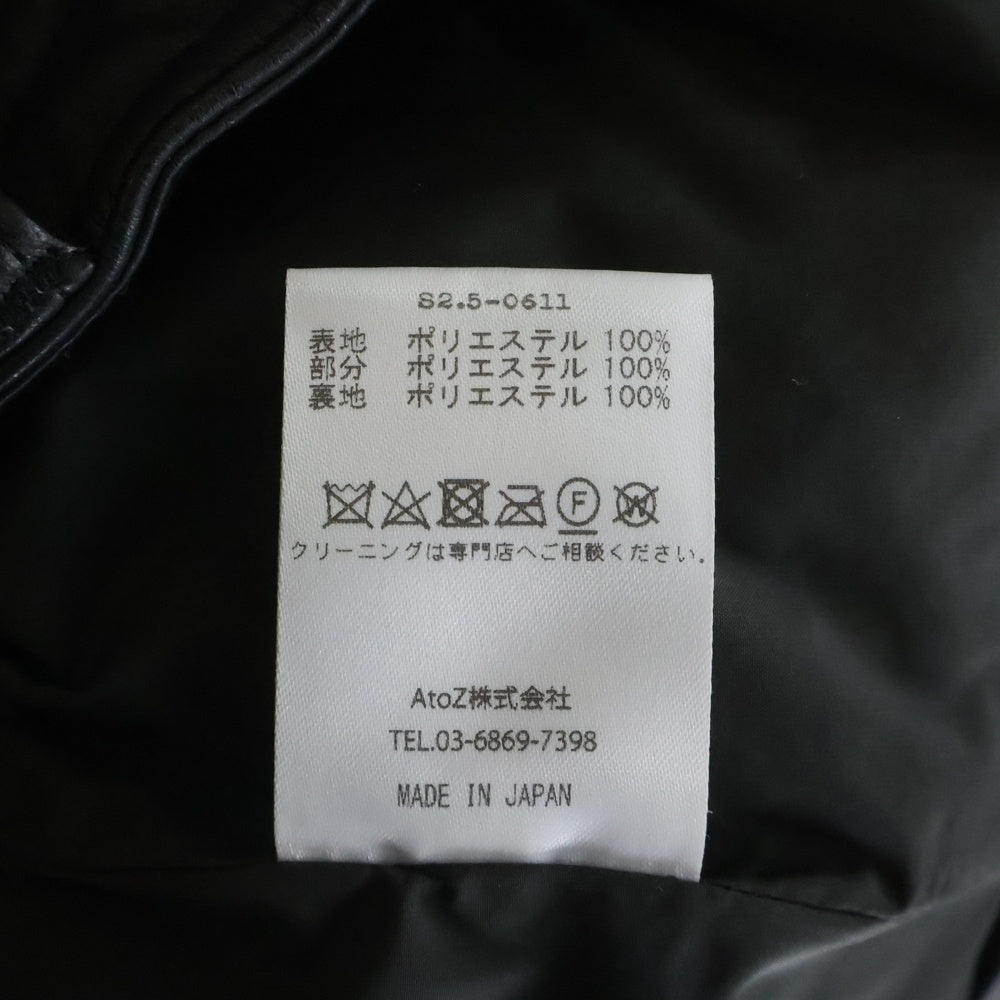 S2.5-0611
表地 ポリエステル 100%
部分 ポリエステル 100%
裏地 ポリエステル 100%
F W
クリーニングは専門店へご相談ください.
AtoZ株式会社
TEL.03-6869-7398
MADE IN JAPAN